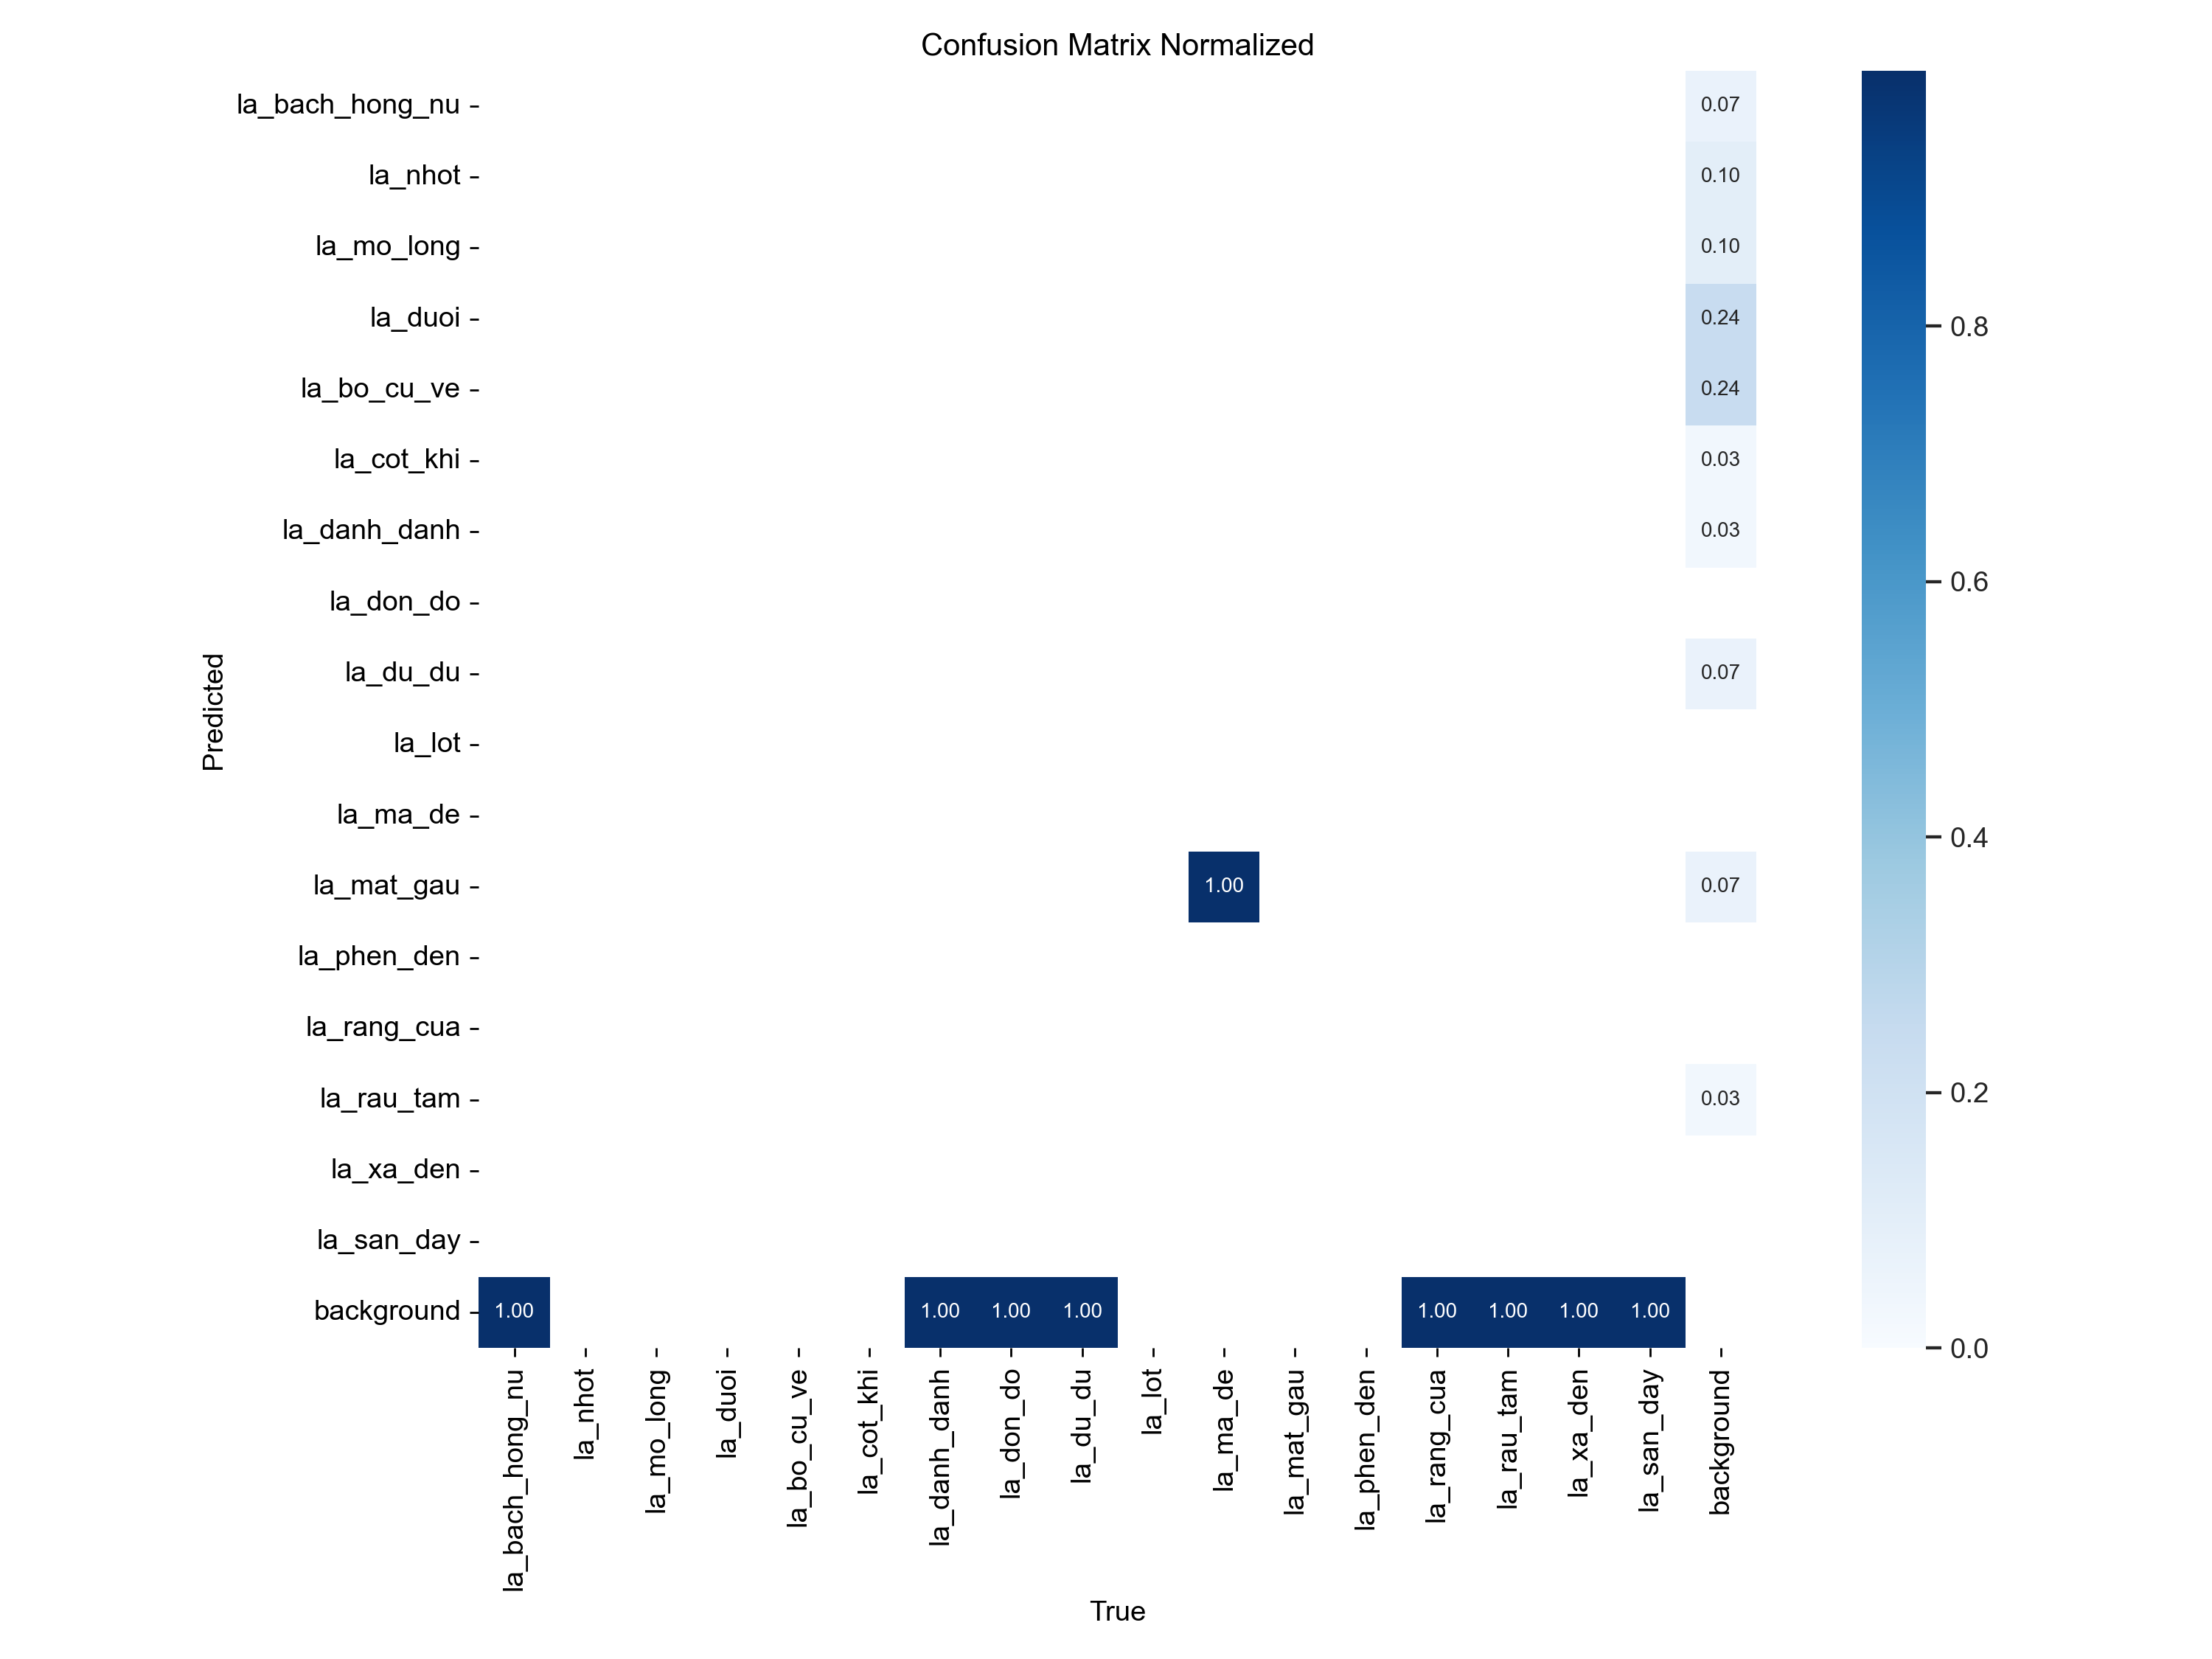 Confusion Matrix Normalized
la_bach_hong_nu 0.07
la_nhot 0.10
la_mo_long 0.10
la_duoi 0.24
0.8
la_bo_cu_ve 0.24
la_cot_khi 0.03
la_danh_danh 0.03
0.6
la_don_do
la_du_du 0.07
Predicted
la_lot
la_ma_de
0.4
la_mat_gau 1.00 0.07
la_phen_den
la_rang_cua
la_rau_tam 0.03
0.2
la_xa_den
la_san_day
background 1.00 1.00 1.00 1.00 1.00 1.00 1.00 1.00
0.0
la_bach_hong_nu
la_nhot
la_mo_long
la_duoi
la_bo_cu_ve
la_cot_khi
la_danh_danh
la_don_do
la_du_du
la_lot
la_ma_de
la_mat_gau
la_phen_den
la_rang_cua
la_rau_tam
la_xa_den
la_san_day
background
True